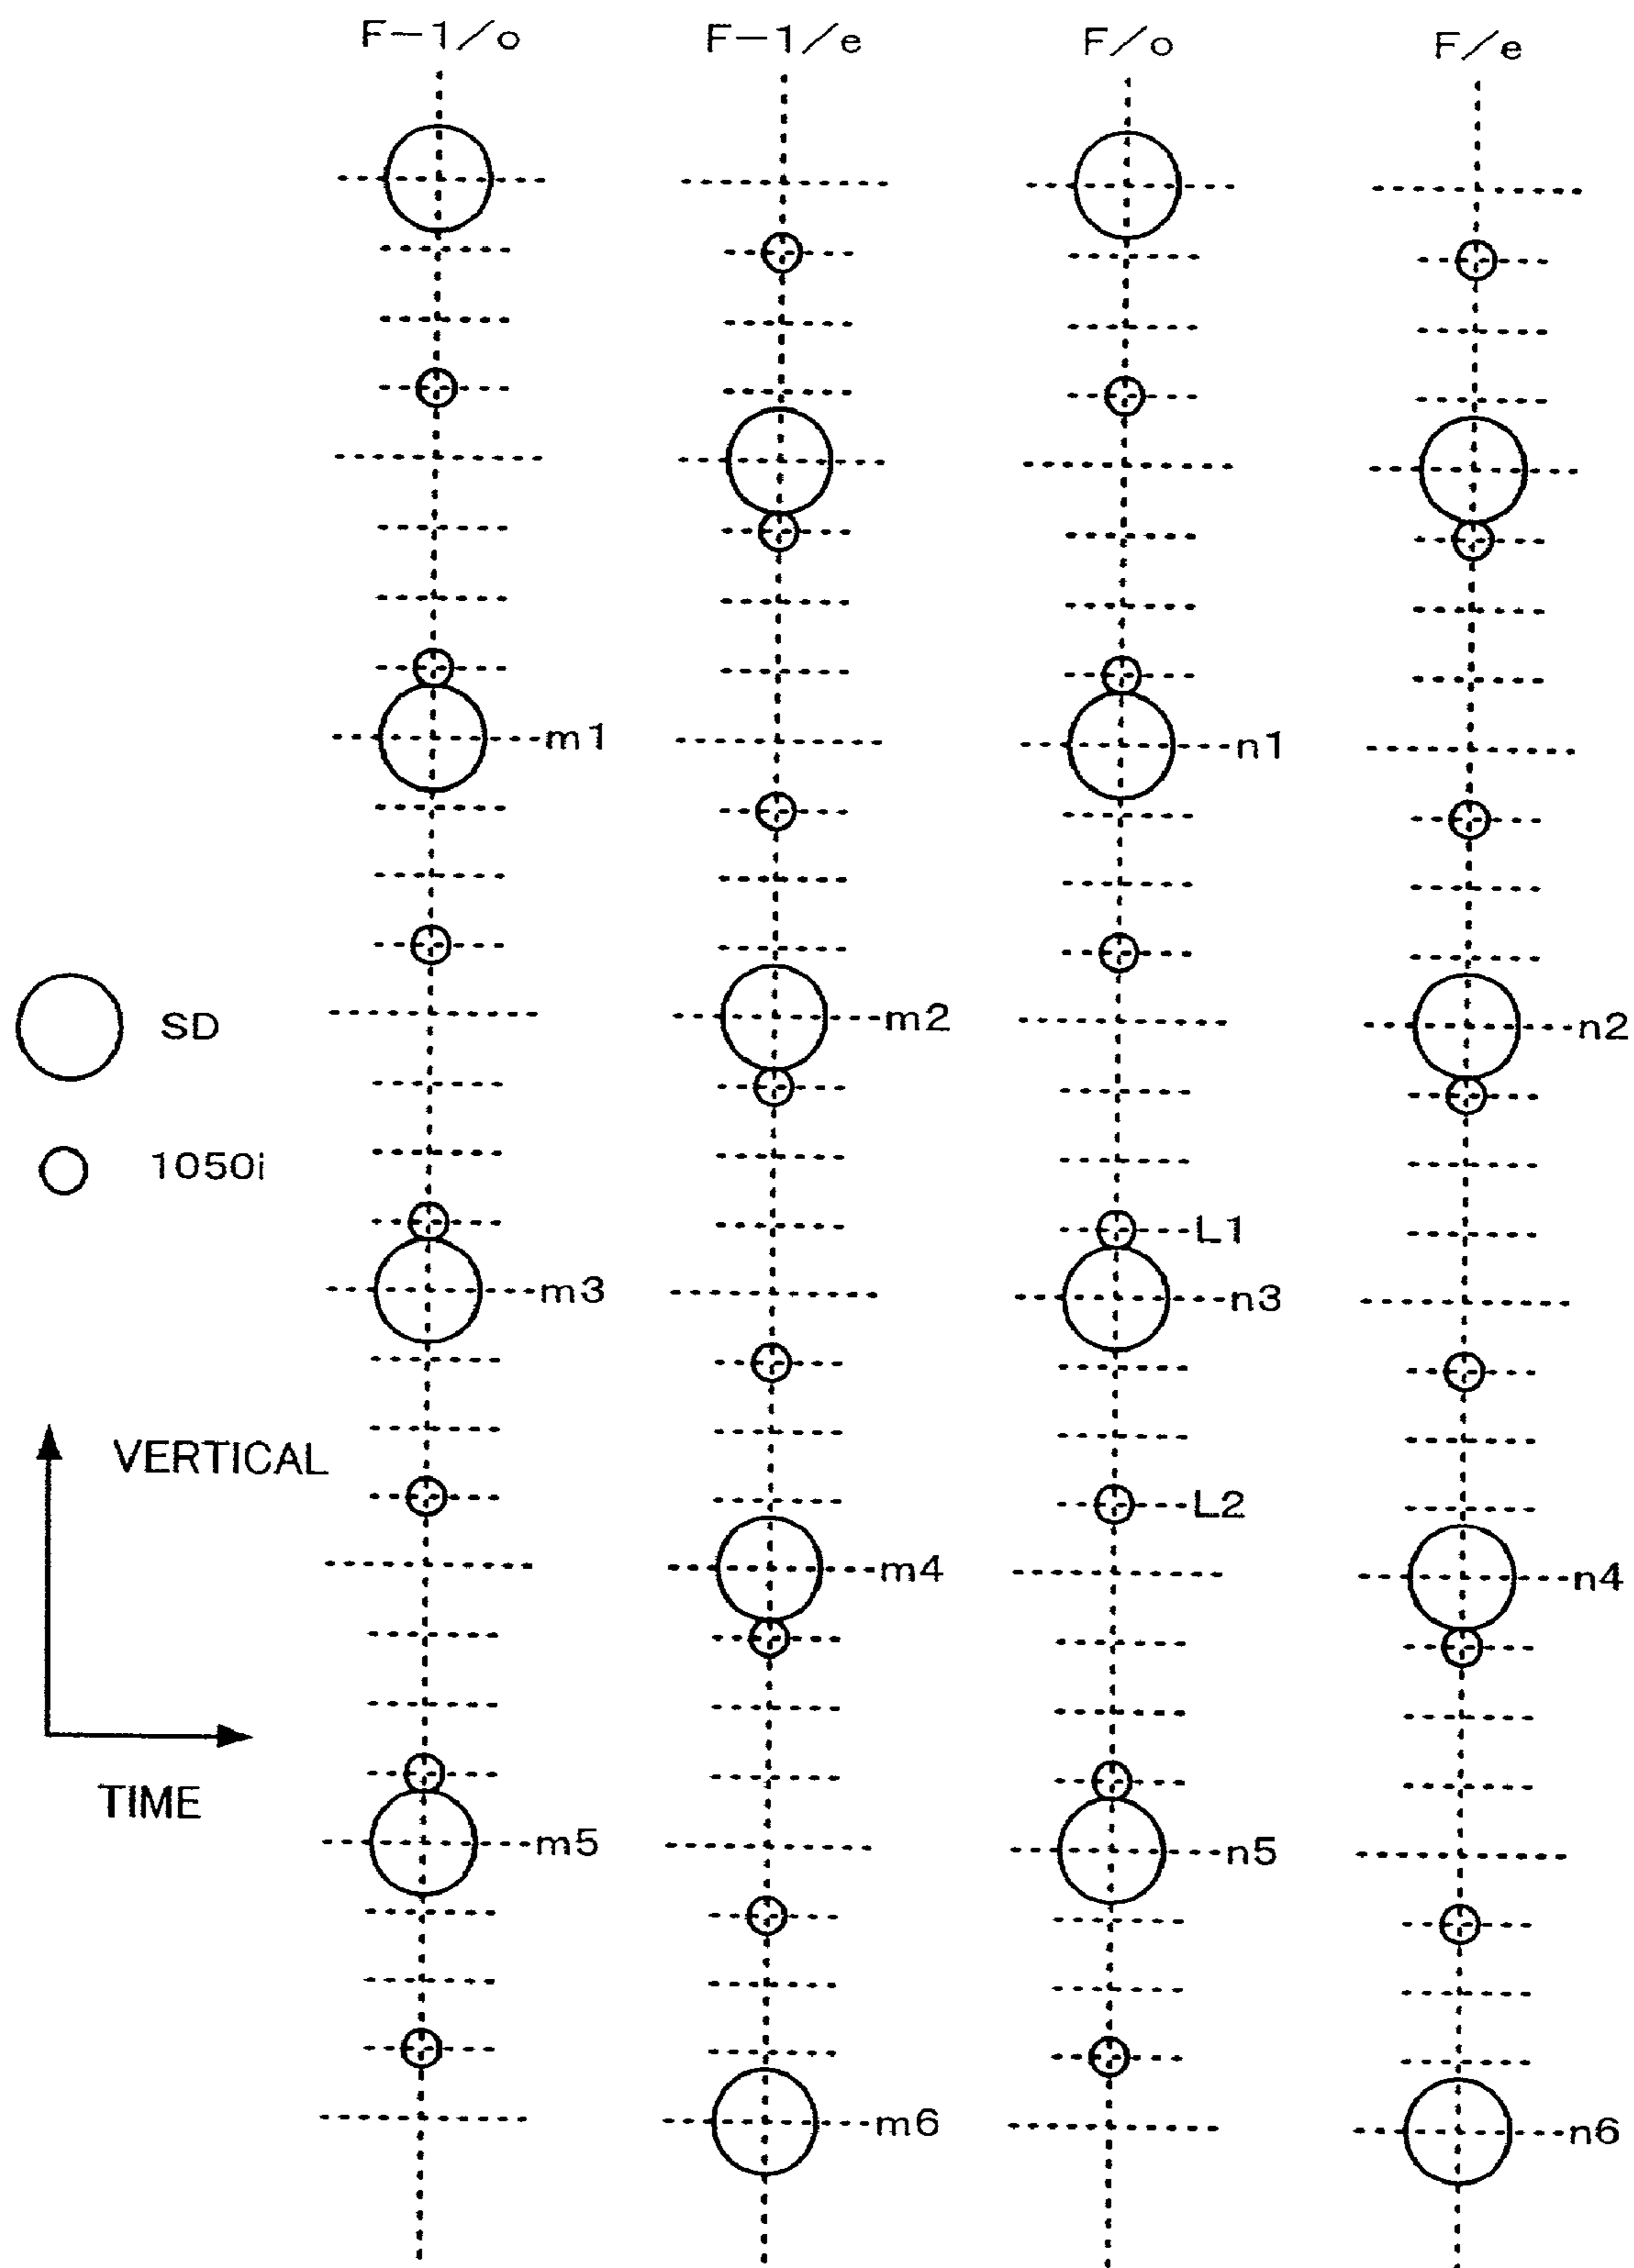 F-1/o F-1/e F/o F/e
m1 n1
SD m2 n2
1050i
L1
m3 n3
VERTICAL
L2
m4 n4
TIME
m5 n5
m6 n6